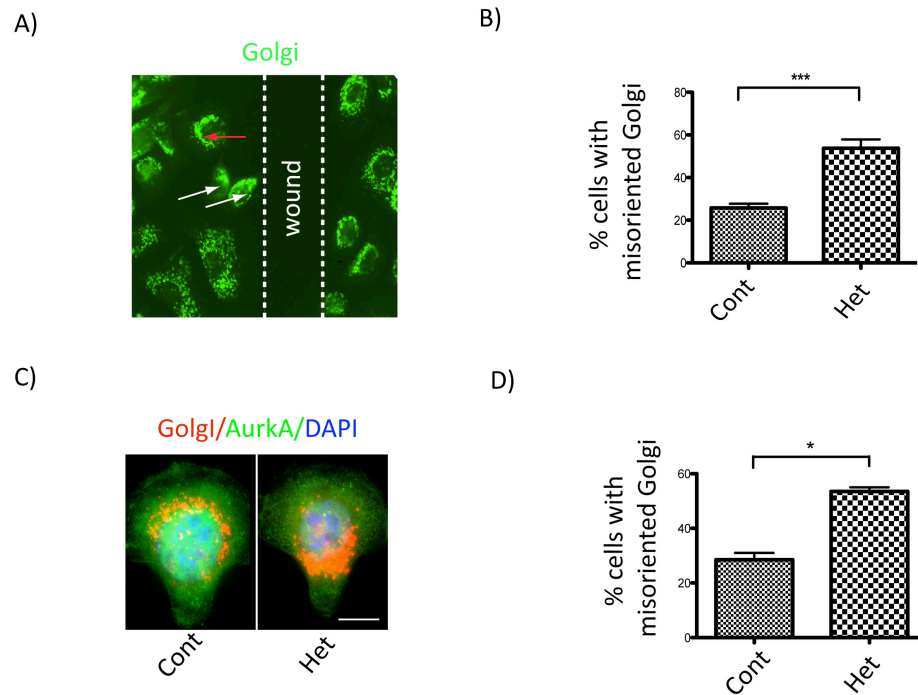 A)
Golgi
wound
B)
% cells with
misoriented Golgi
80
60
40
20
0
***
Cont
Het
C)
GolgI/AurkA/DAPI
Cont
Het
D)
% cells with
misoriented Golgi
60
40
20
0
*
Cont
Het